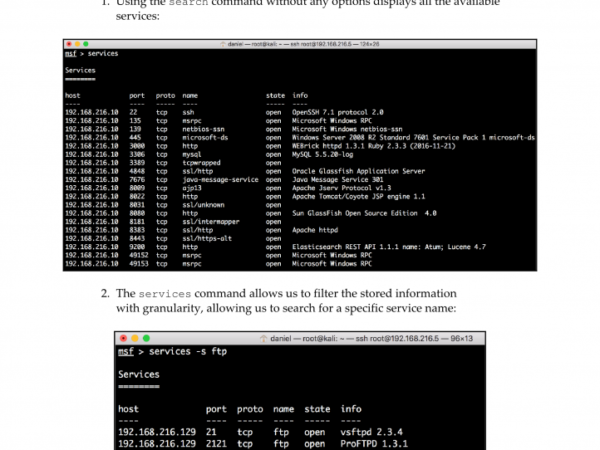 1. Using the search command without any options displays all the available
services:
daniel — root@kali: ~ — ssh root@192.168.216.5 — 134×28
msf > services
Services
========
host port proto name state info
---- ---- ----- ---- ----- ----
192.168.216.10 22 tcp ssh open OpenSSH 7.1 protocol 2.0
192.168.216.10 135 tcp msrpc open Microsoft Windows RPC
192.168.216.10 139 tcp netbios-ssn open Microsoft Windows netbios-ssn
192.168.216.10 445 tcp microsoft-ds open Windows Server 2008 R2 Standard 7601 Service Pack 1 microsoft-ds
192.168.216.10 3000 tcp http open WEBrick httpd 1.3.1 Ruby 2.3.3 (2016-11-21)
192.168.216.10 3306 tcp mysql open MySQL 5.5.20-log
192.168.216.10 3389 tcp tcpwrapped open
192.168.216.10 4848 tcp ssl/http open Oracle Glassfish Application Server
192.168.216.10 7676 tcp java-message-service open Java Message Service 301
192.168.216.10 8009 tcp ajp13 open Apache Jserv Protocol v1.3
192.168.216.10 8022 tcp http open Apache Tomcat/Coyote JSP engine 1.1
192.168.216.10 8031 tcp ssl/unknown open
192.168.216.10 8080 tcp http open Sun GlassFish Open Source Edition 4.0
192.168.216.10 8181 tcp ssl/intermapper open
192.168.216.10 8383 tcp ssl/http open Apache httpd
192.168.216.10 8443 tcp ssl/https-alt open
192.168.216.10 9200 tcp http open Elasticsearch REST API 1.1.1 name: Atum; Lucene 4.7
192.168.216.10 49152 tcp msrpc open Microsoft Windows RPC
192.168.216.10 49153 tcp msrpc open Microsoft Windows RPC
2. The services command allows us to filter the stored information
with granularity, allowing us to search for a specific service name:
daniel — root@kali: ~ — ssh root@192.168.216.5 — 96×13
msf > services -s ftp
Services
========
host port proto name state info
---- ---- ----- ---- ----- ----
192.168.216.129 21 tcp ftp open vsftpd 2.3.4
192.168.216.129 2121 tcp ftp open ProFTPD 1.3.1